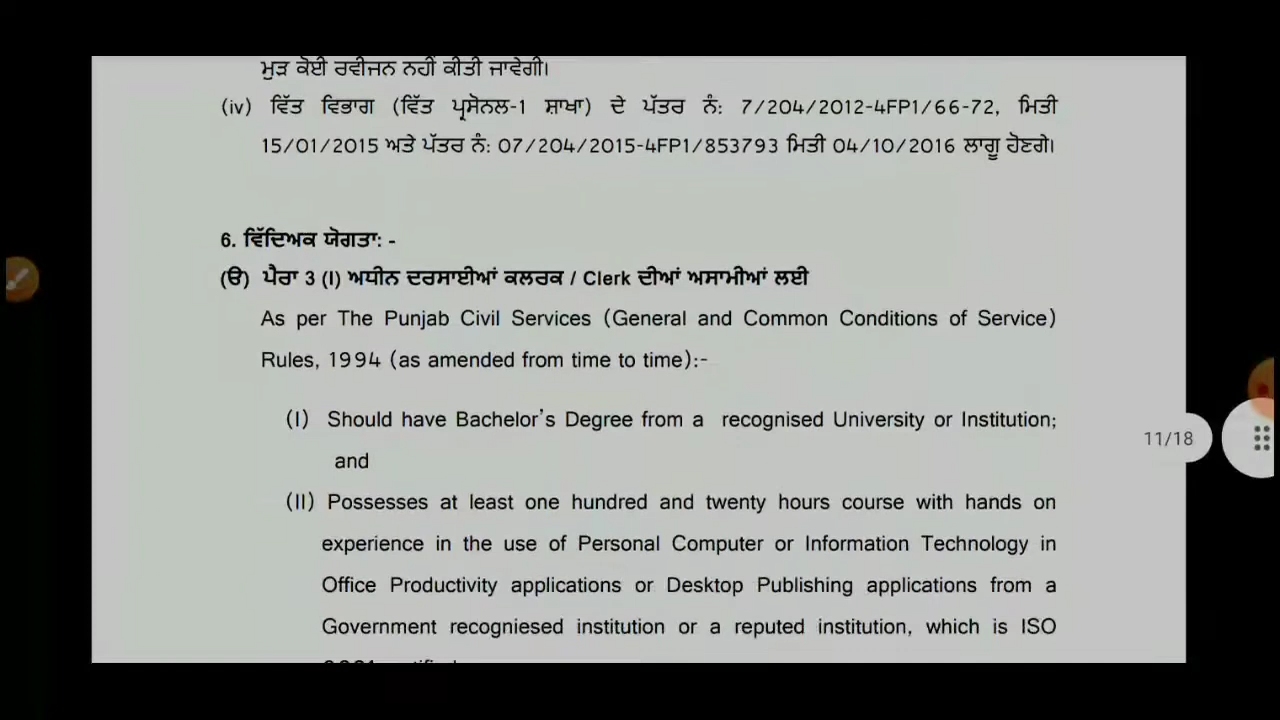 ਮੁੜ ਕੋਈ ਰਵੀਜਨ ਨਹੀਂ ਕੀਤੀ ਜਾਵੇਗੀ।
(iv) ਵਿੱਤ ਵਿਭਾਗ (ਵਿੱਤ ਪ੍ਰਸੋਨਲ-1 ਸ਼ਾਖਾ) ਦੇ ਪੱਤਰ ਨੰ: 7/204/2012-4FP1/66-72, ਮਿਤੀ
15/01/2015 ਅਤੇ ਪੱਤਰ ਨੰ: 07/204/2015-4FP1/853793 ਮਿਤੀ 04/10/2016 ਲਾਗੂ ਹੋਣਗੇ।
6. ਵਿੱਦਿਅਕ ਯੋਗਤਾ: -
(ੳ) ਪੈਰਾ 3 (I) ਅਧੀਨ ਦਰਸਾਈਆਂ ਕਲਰਕ / Clerk ਦੀਆਂ ਅਸਾਮੀਆਂ ਲਈ
As per The Punjab Civil Services (General and Common Conditions of Service)
Rules, 1994 (as amended from time to time):-
(I) Should have Bachelor's Degree from a recognised University or Institution;
and
11/18
(II) Possesses at least one hundred and twenty hours course with hands on
experience in the use of Personal Computer or Information Technology in
Office Productivity applications or Desktop Publishing applications from a
Government recogniesed institution or a reputed institution, which is ISO